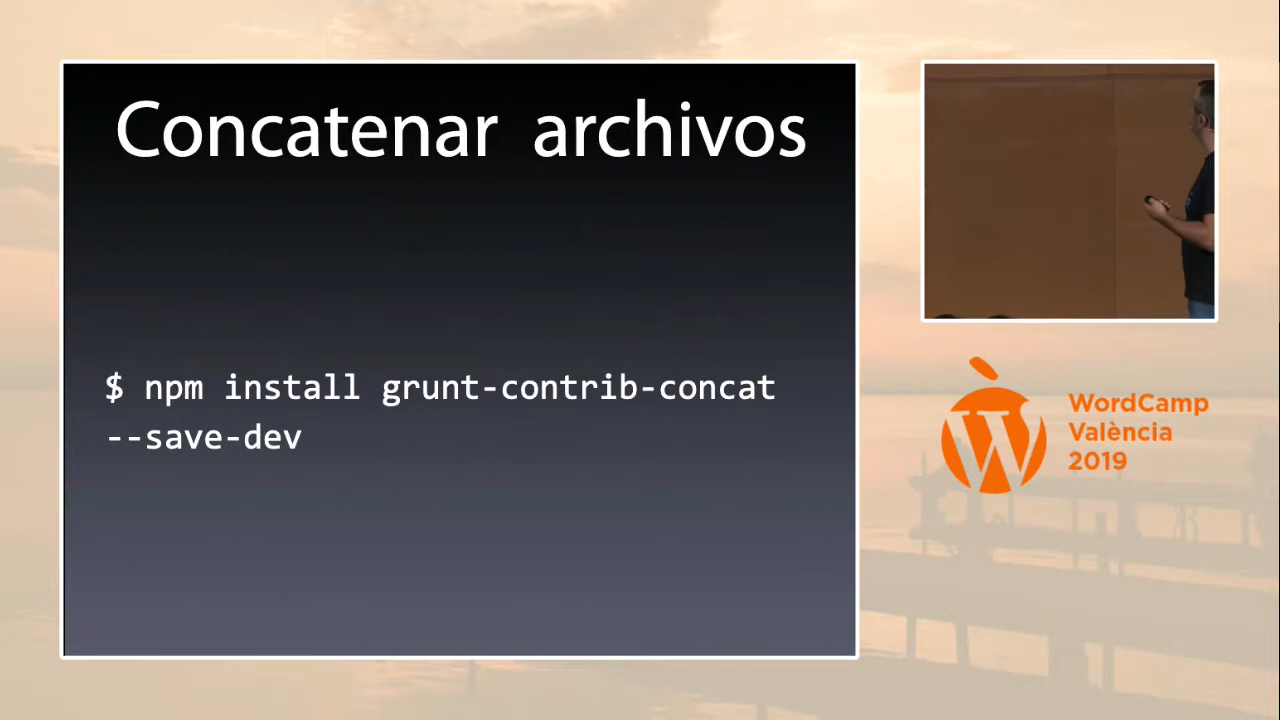 Concatenar archivos
$ npm install grunt-contrib-concat
--save-dev
WordCamp
València
2019